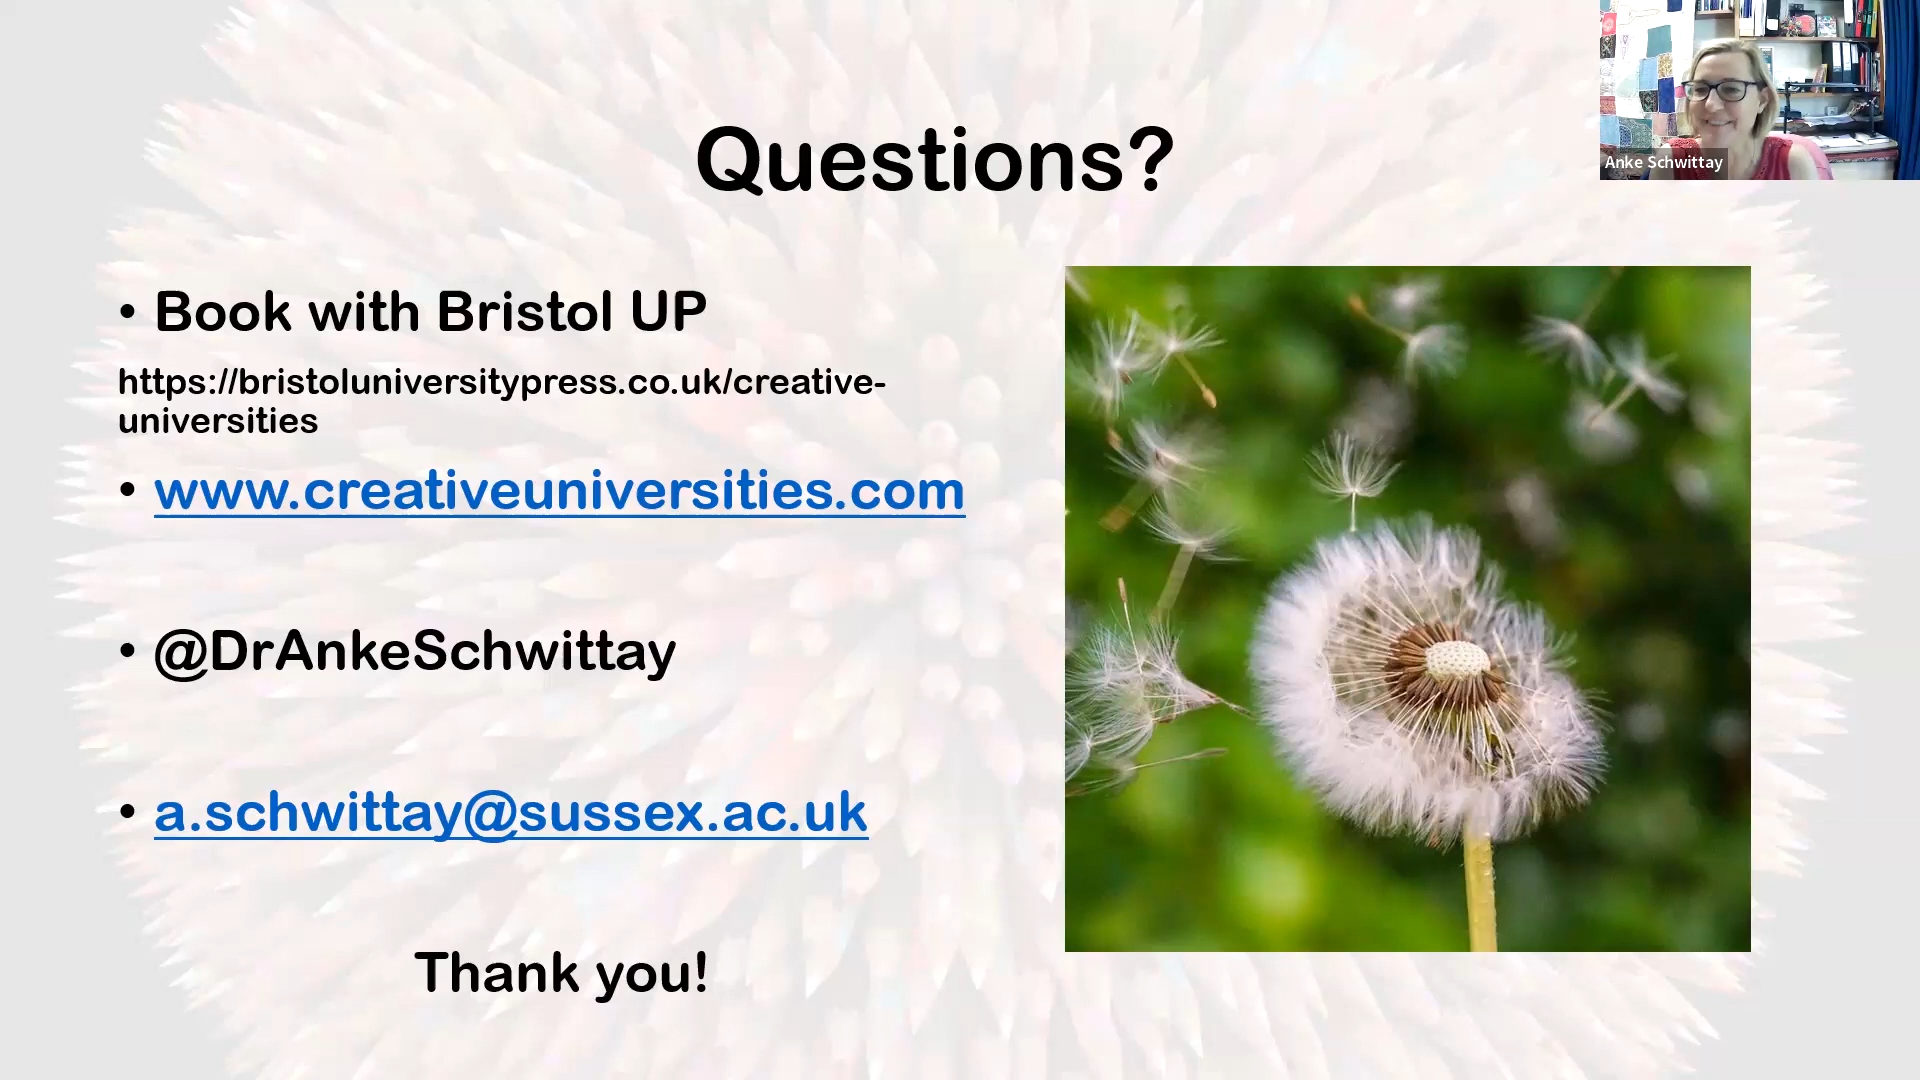 Questions?
• Book with Bristol UP
https://bristoluniversitypress.co.uk/creative-
universities
• www.creativeuniversities.com
• @DrAnkeSchwittay
• a.schwittay@sussex.ac.uk
Thank you!
Anke Schwittay